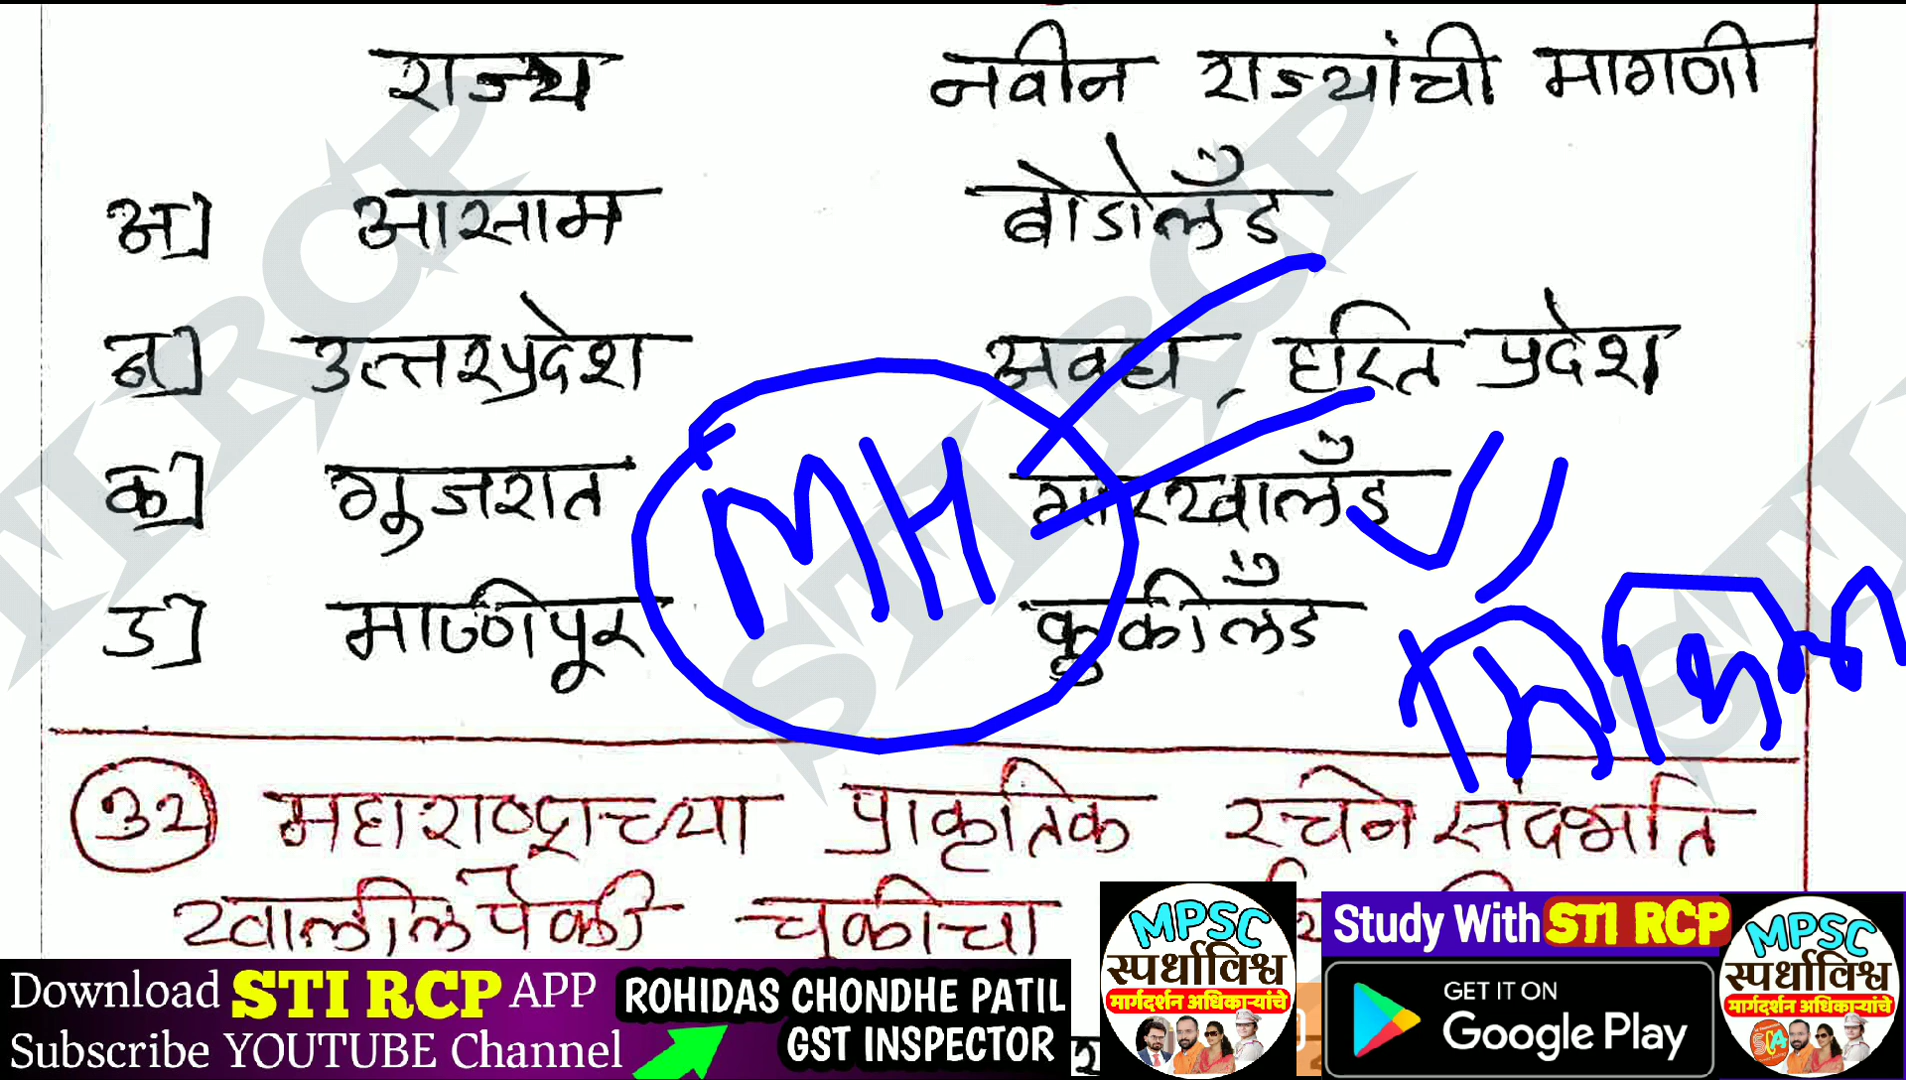 राज्य नवीन राज्यांची मागणी
अ] आसाम बोडोलँड
ब] उत्तरप्रदेश अवध, हरित प्रदेश
क] गुजरात गोरखालँड
ड] मणिपूर कुकीलँड
MH
३२ महाराष्ट्राच्या प्राकृतिक रचने संदर्भात
खालीलपैकी चुकीचा
Download STI RCP APP
Subscribe YOUTUBE Channel
ROHIDAS CHONDHE PATIL
GST INSPECTOR
MPSC
स्पर्धाविश्व
मार्गदर्शन अधिकाऱ्यांचे
Study With STI RCP
GET IT ON
Google Play
MPSC
स्पर्धाविश्व
मार्गदर्शन अधिकाऱ्यांचे